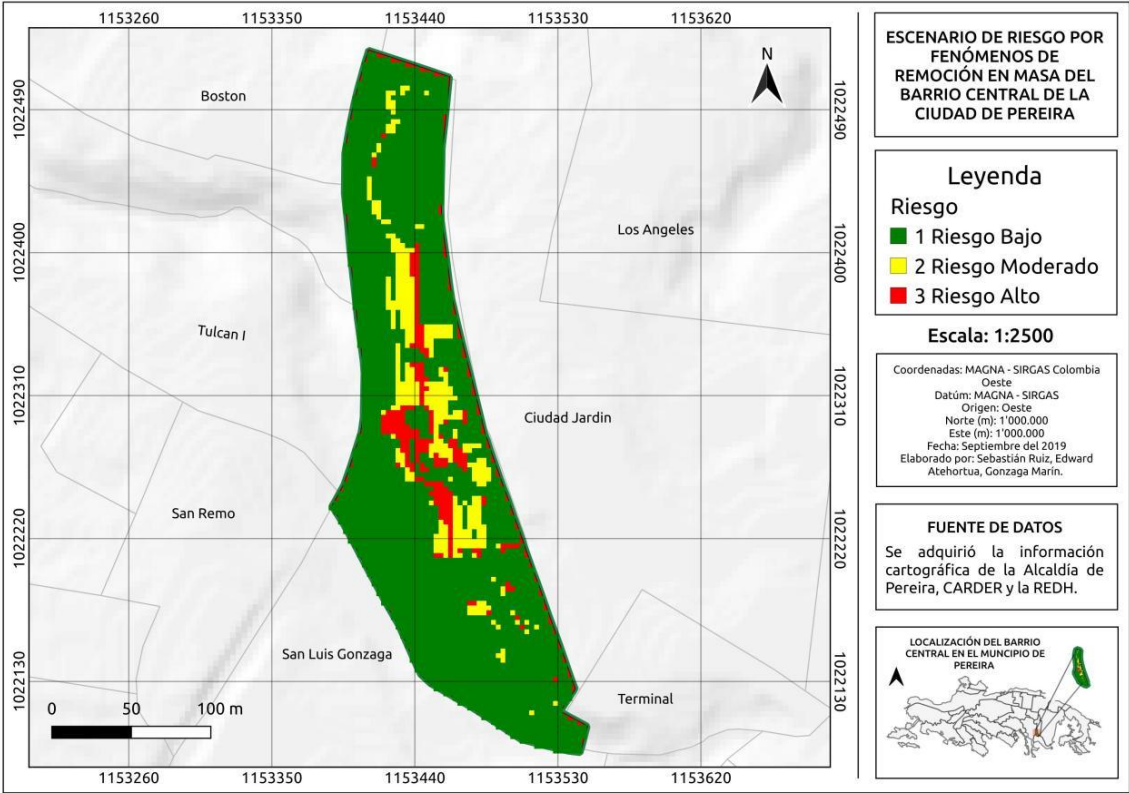 1153260 1153350 1153440 1153530 1153620
1022490 1022490
1022400 1022400
1022310 1022310
1022220 1022220
1022130 1022130
N
Boston
Los Angeles
Tulcan I
Ciudad Jardin
San Remo
San Luis Gonzaga
Terminal
0 50 100 m
1153260 1153350 1153440 1153530 1153620
ESCENARIO DE RIESGO POR
FENÓMENOS DE
REMOCIÓN EN MASA DEL
BARRIO CENTRAL DE LA
CIUDAD DE PEREIRA
Leyenda
Riesgo
1 Riesgo Bajo
2 Riesgo Moderado
3 Riesgo Alto
Escala: 1:2500
Coordenadas: MAGNA - SIRGAS Colombia
Oeste
Datúm: MAGNA - SIRGAS
Origen: Oeste
Norte (m): 1'000.000
Este (m): 1'000.000
Fecha: Septiembre del 2019
Elaborado por: Sebastián Ruiz, Edward
Atehortua, Gonzaga Marín.
FUENTE DE DATOS
Se adquirió la información
cartográfica de la Alcaldía de
Pereira, CARDER y la REDH.
LOCALIZACIÓN DEL BARRIO
CENTRAL EN EL MUNCIPIO DE
PEREIRA